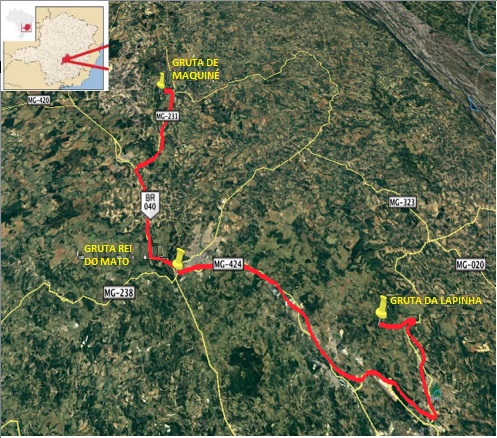 MG-420
GRUTA DE
MAQUINÉ
MG-231
BR
040
MG-323
GRUTA REI
DO MATO
MG-424
MG-020
MG-238
GRUTA DA LAPINHA